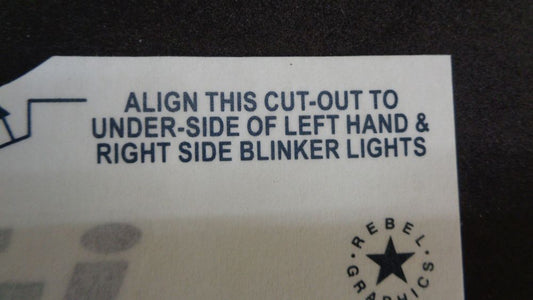 ALIGN THIS CUT-OUT TO
UNDER-SIDE OF LEFT HAND &
RIGHT SIDE BLINKER LIGHTS
REBEL
GRAPHICS